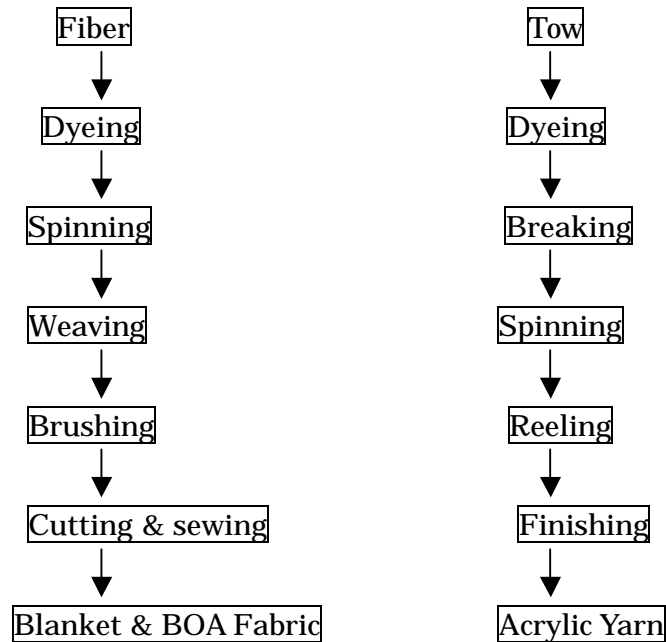 Fiber
Dyeing
Spinning
Weaving
Brushing
Cutting & sewing
Blanket & BOA Fabric
Tow
Dyeing
Breaking
Spinning
Reeling
Finishing
Acrylic Yarn